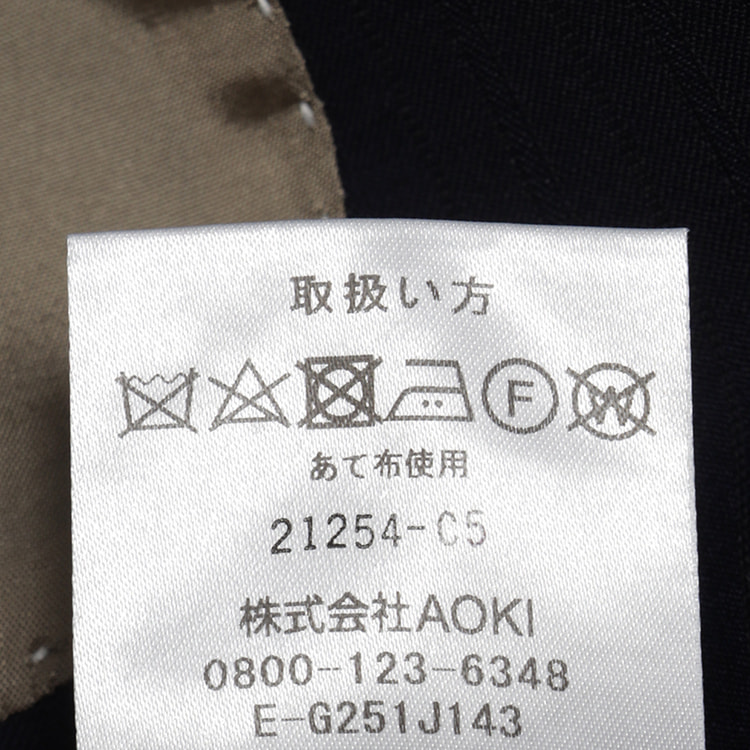 取扱い方
F W
あて布使用
21254-C5
株式会社AOKI
0800-123-6348
E-G251J143